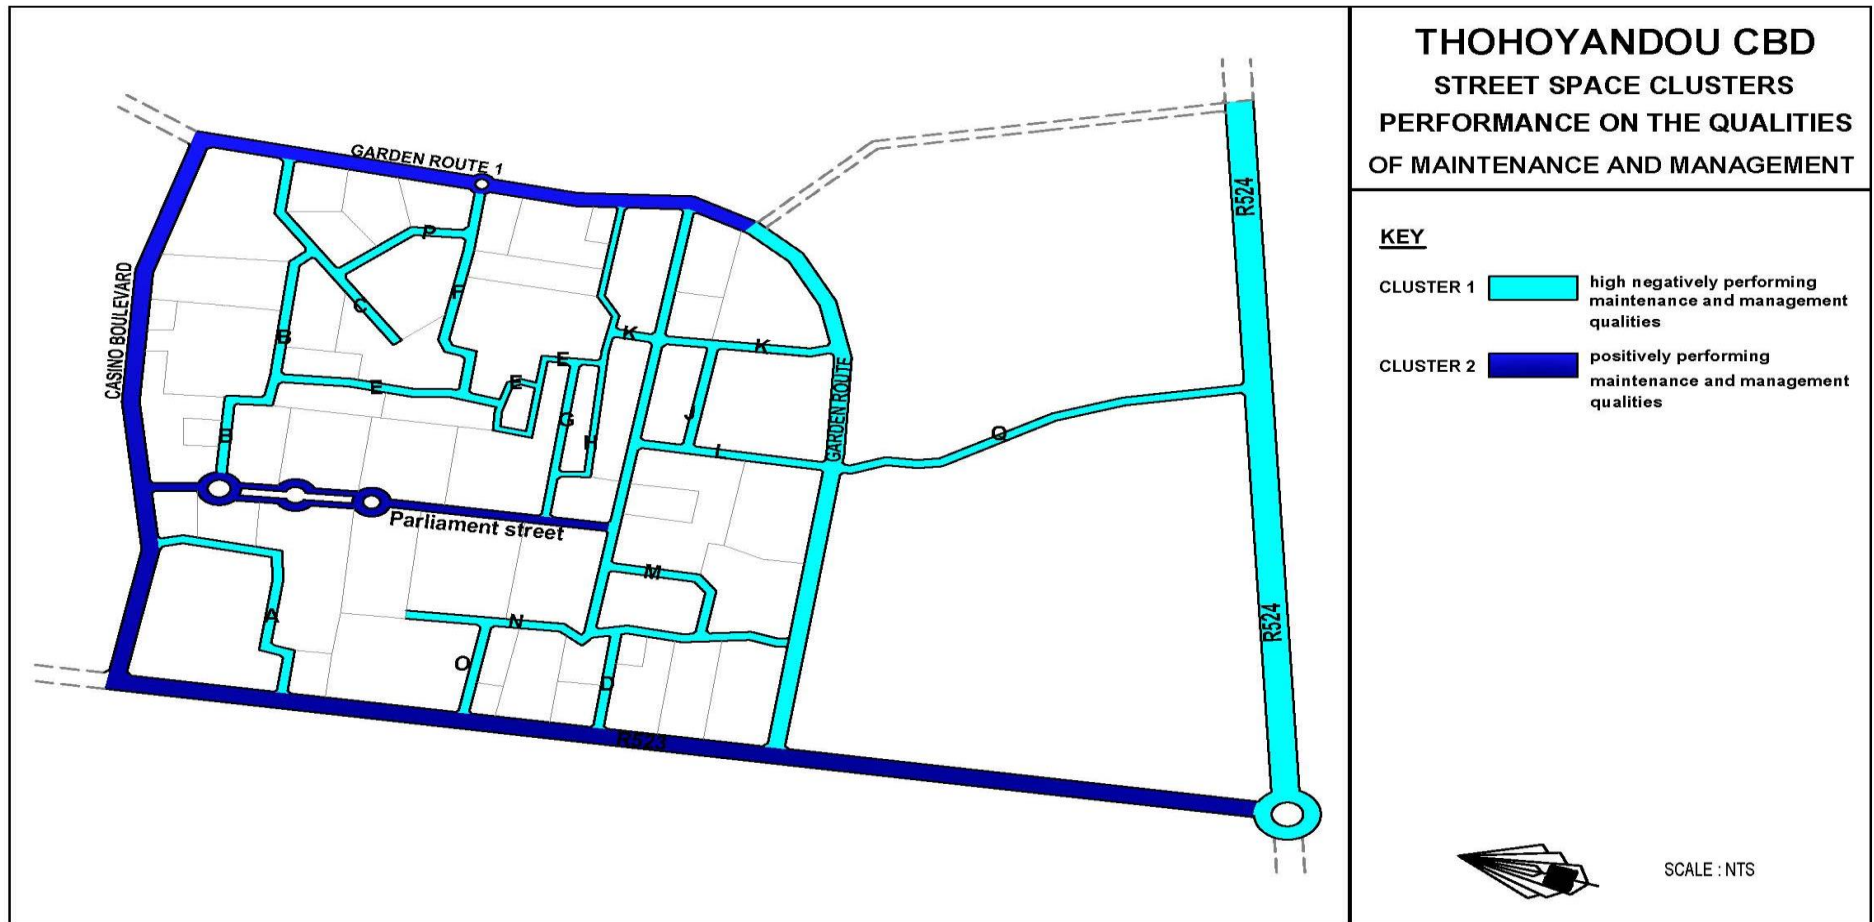 THOHOYANDOU CBD
STREET SPACE CLUSTERS
PERFORMANCE ON THE QUALITIES
OF MAINTENANCE AND MANAGEMENT
KEY
CLUSTER 1
high negatively performing
maintenance and management
qualities
CLUSTER 2
positively performing
maintenance and management
qualities
SCALE : NTS
GARDEN ROUTE 1
CASINO BOULEVARD
R524
P
F
C
B
K
K
E
E
E
GARDEN ROUTE
J
G
H
B
I
Q
Parliament street
M
A
N
O
D
R524
R523